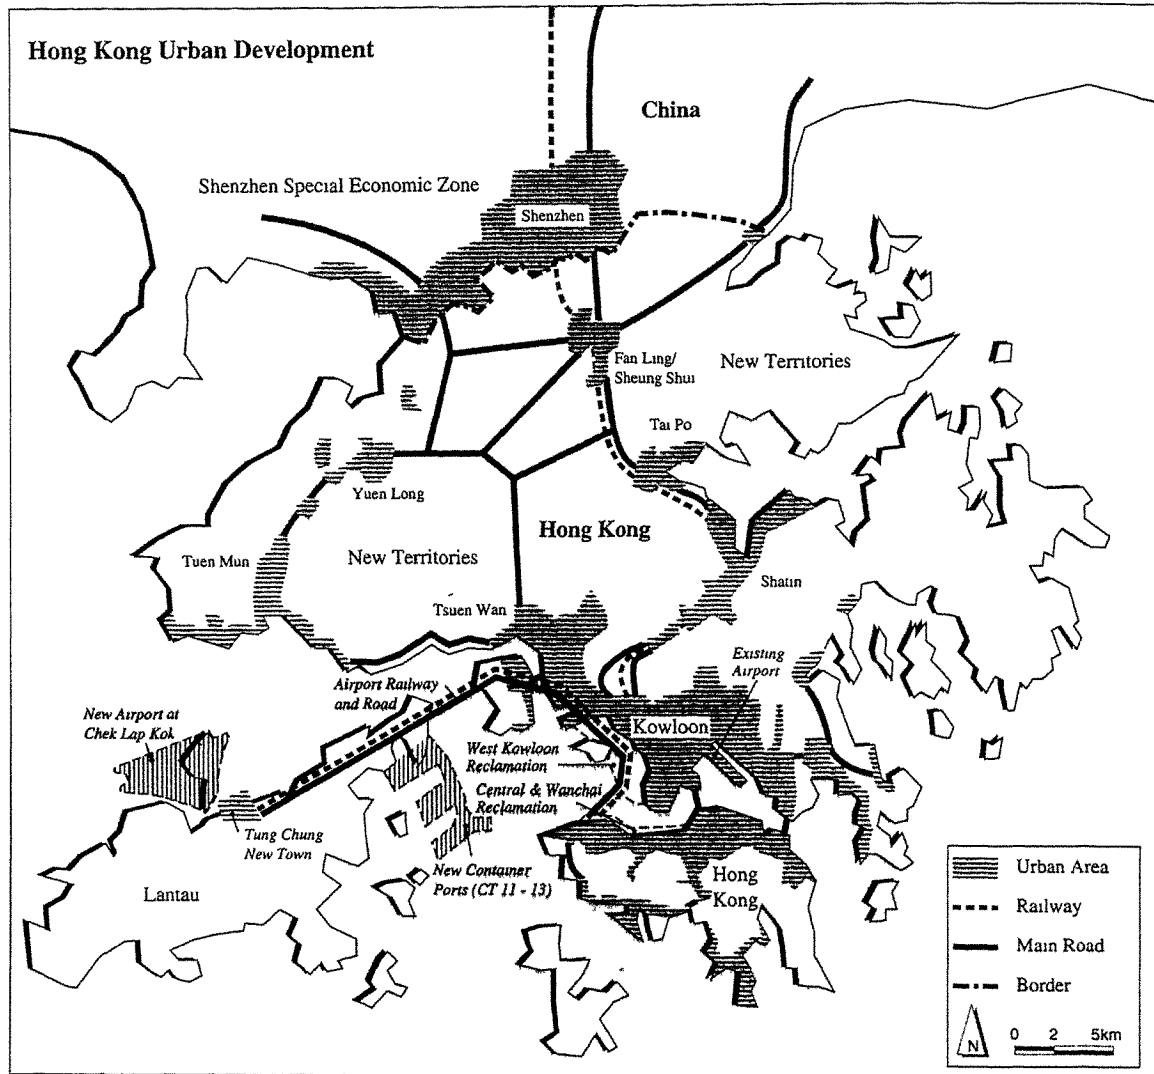 Hong Kong Urban Development
China
Shenzhen Special Economic Zone
Shenzhen
Fan Ling/
Sheung Shui
New Territories
Tai Po
Yuen Long
Hong Kong
Tuen Mun
New Territories
Shatin
Tsuen Wan
Existing
Airport
Airport Railway
and Road
New Airport at
Chek Lap Kok
Kowloon
West Kowloon
Reclamation
Central & Wanchai
Reclamation
Tung Chung
New Town
New Container
Ports (CT 11 - 13)
Lantau
Hong
Kong
Urban Area
Railway
Main Road
Border
N
0 2 5km